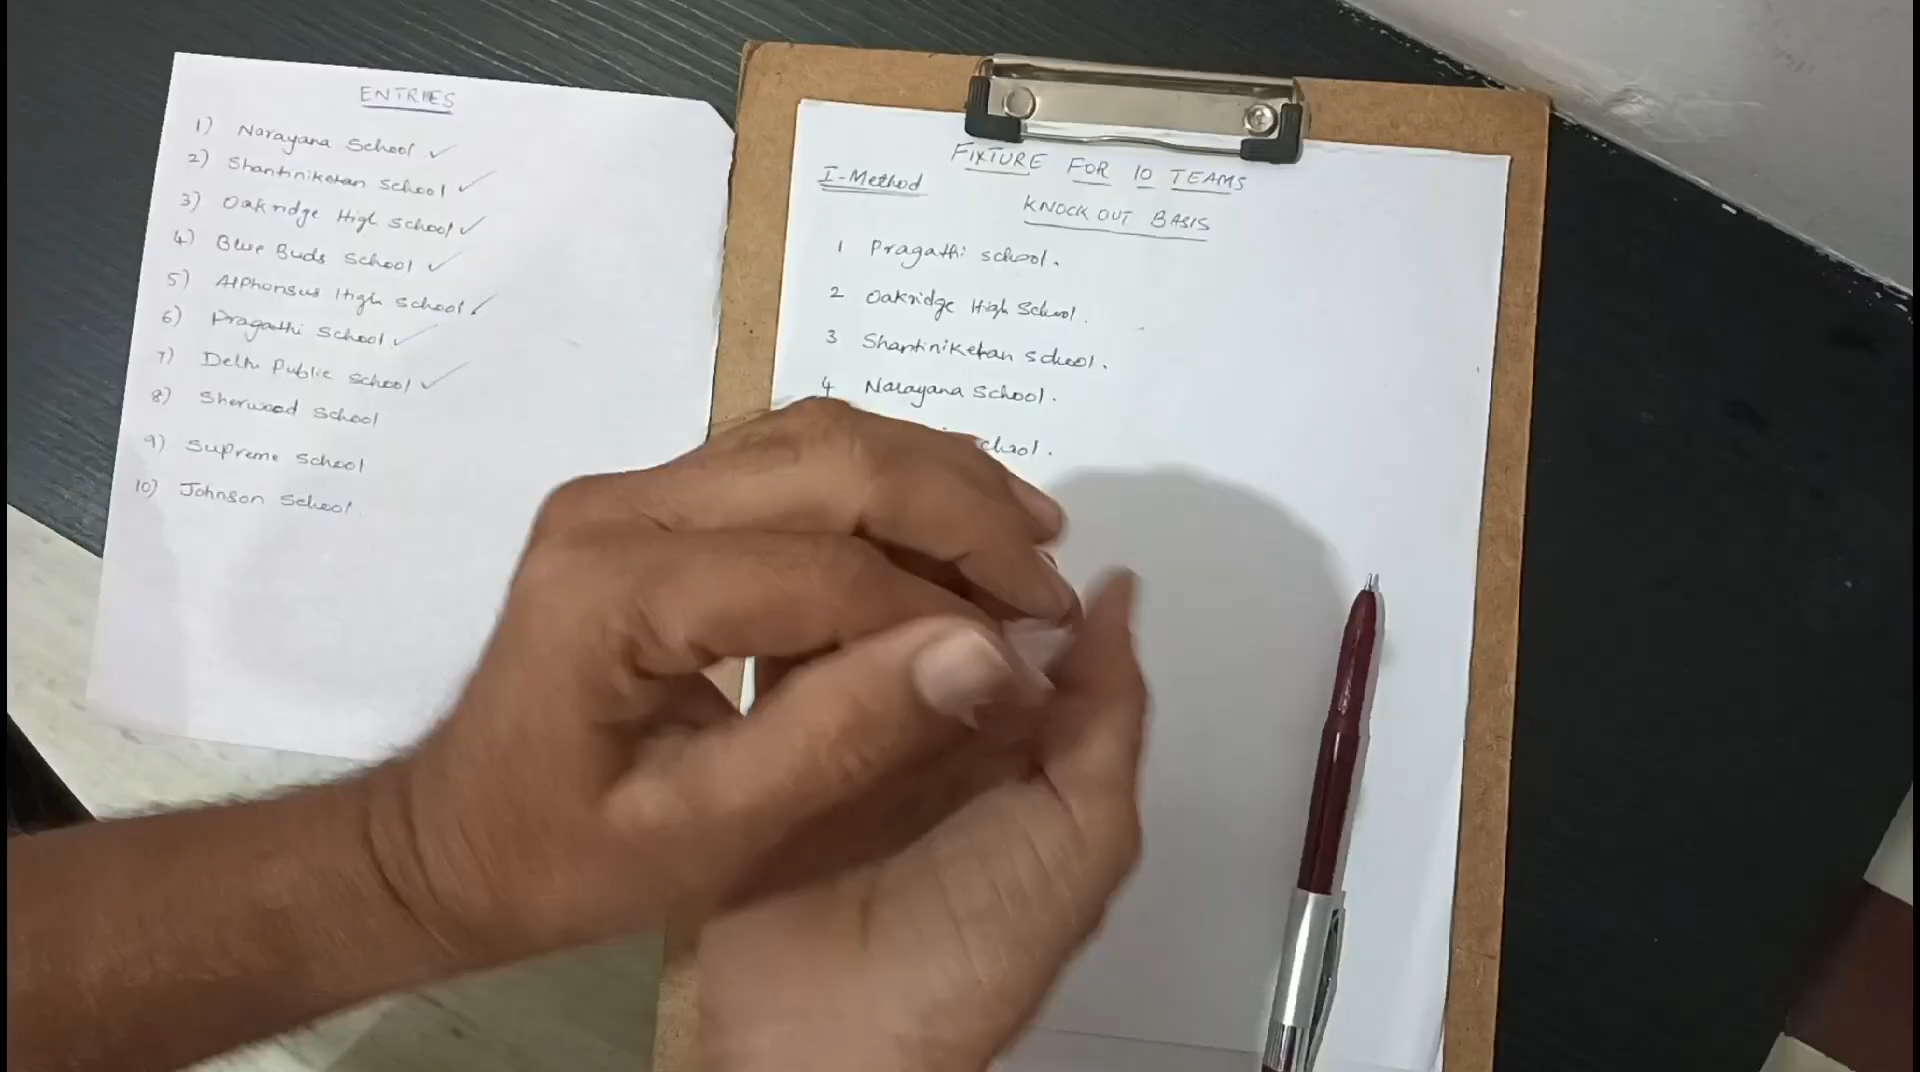 ENTRIES
1) Narayana School
2) Shantiniketan School
3) Oakridge High School
4) Blue Buds School
5) Alphonsus High School
6) Pragathi School
7) Delhi Public School
8) Sherwood School
9) Supreme School
10) Johnson School.
FIXTURE FOR 10 TEAMS
I-Method
KNOCK OUT BASIS
1 Pragathi school.
2 Oakridge High School.
3 Shantiniketan school.
4 Narayana School.
chool.